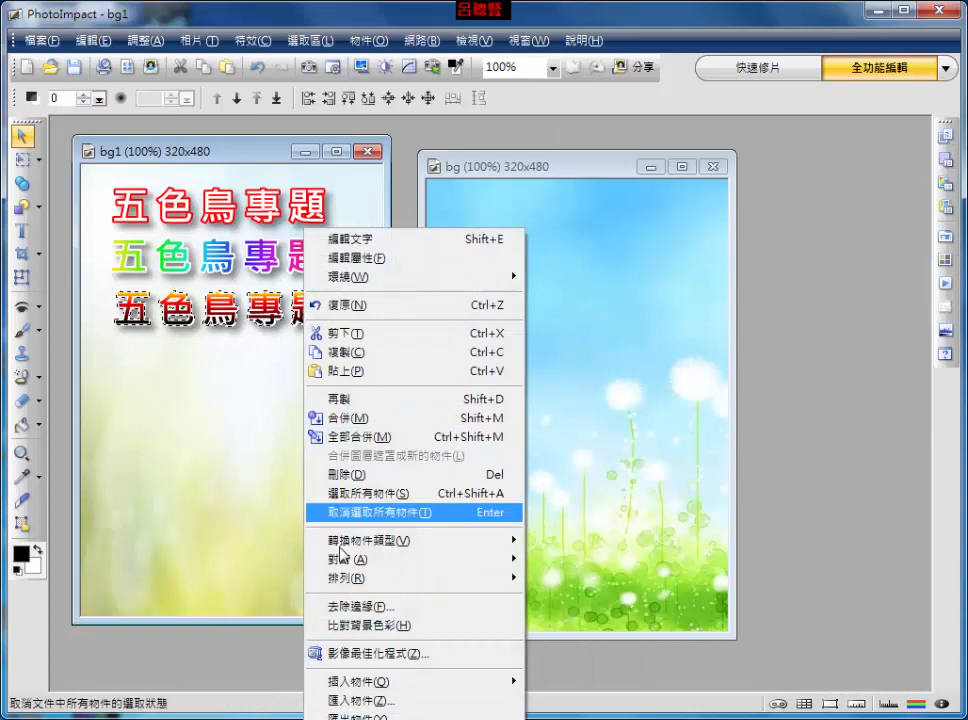 呂聰賢
PhotoImpact - bg1
檔案(F) 編輯(E) 調整(A) 相片(T) 特效(C) 選取區(L) 物件(O) 網路(B) 檢視(V) 視窗(W) 說明(H)
100% 分享 快速修片 全功能編輯
0
bg1 (100%) 320x480
bg (100%) 320x480
五色鳥專題
五色鳥專題
五色鳥專題
編輯文字 Shift+E
編輯屬性(F)
環繞(W)
復原(N) Ctrl+Z
剪下(T) Ctrl+X
複製(C) Ctrl+C
貼上(P) Ctrl+V
再製 Shift+D
合併(M) Shift+M
全部合併(M) Ctrl+Shift+M
合併圖層遮罩成新的物件(L)
刪除(D) Del
選取所有物件(S) Ctrl+Shift+A
取消選取所有物件(T) Enter
轉換物件類型(V)
(A)
排列(R)
去除邊緣(F)...
比對背景色彩(H)
影像最佳化程式(Z)...
插入物件(O)
匯入物件(Z)...
取消文件中所有物件的選取狀態